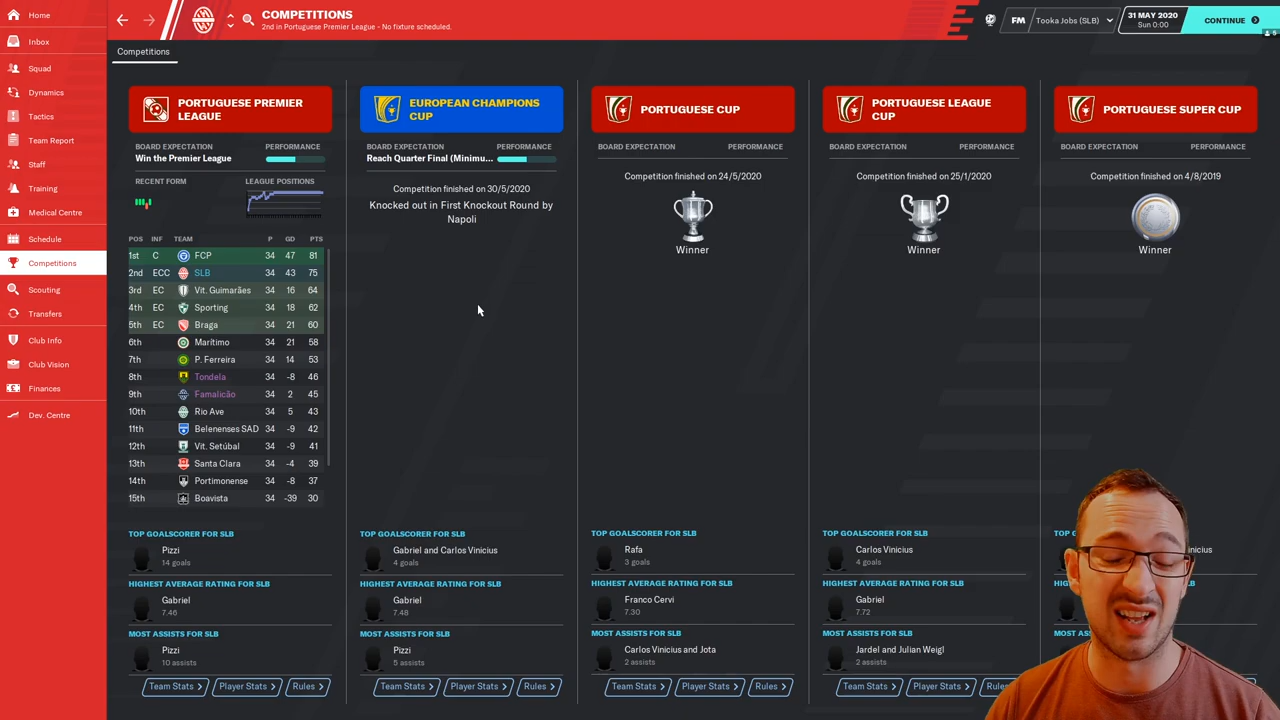 Home
Inbox
Squad
Dynamics
Tactics
Team Report
Staff
Training
Medical Centre
Schedule
Competitions
Scouting
Transfers
Club Info
Club Vision
Finances
Dev. Centre
COMPETITIONS
2nd in Portuguese Premier League - No fixture scheduled.
FM Tooka Jobs (SLB)
31 MAY 2020
Sun 0:00
CONTINUE
Competitions
PORTUGUESE PREMIER
LEAGUE
BOARD EXPECTATION PERFORMANCE
Win the Premier League
RECENT FORM LEAGUE POSITIONS
POS INF TEAM P GD PTS
1st C FCP 34 47 81
2nd ECC SLB 34 43 75
3rd EC Vit. Guimarães 34 16 64
4th EC Sporting 34 18 62
5th EC Braga 34 21 60
6th Marítimo 34 21 58
7th P. Ferreira 34 14 53
8th Tondela 34 -8 46
9th Famalicão 34 2 45
10th Rio Ave 34 5 43
11th Belenenses SAD 34 -9 42
12th Vit. Setúbal 34 -9 41
13th Santa Clara 34 -4 39
14th Portimonense 34 -8 37
15th Boavista 34 -39 30
TOP GOALSCORER FOR SLB
Pizzi
14 goals
HIGHEST AVERAGE RATING FOR SLB
Gabriel
7.46
MOST ASSISTS FOR SLB
Pizzi
10 assists
Team Stats Player Stats Rules
EUROPEAN CHAMPIONS
CUP
BOARD EXPECTATION PERFORMANCE
Reach Quarter Final (Minimu...
Competition finished on 30/5/2020
Knocked out in First Knockout Round by
Napoli
TOP GOALSCORER FOR SLB
Gabriel and Carlos Vinicius
4 goals
HIGHEST AVERAGE RATING FOR SLB
Gabriel
7.48
MOST ASSISTS FOR SLB
Pizzi
5 assists
Team Stats Player Stats Rules
PORTUGUESE CUP
BOARD EXPECTATION PERFORMANCE
Competition finished on 24/5/2020
Winner
TOP GOALSCORER FOR SLB
Rafa
3 goals
HIGHEST AVERAGE RATING FOR SLB
Franco Cervi
7.30
MOST ASSISTS FOR SLB
Carlos Vinicius and Jota
2 assists
Team Stats Player Stats Rules
PORTUGUESE LEAGUE
CUP
BOARD EXPECTATION PERFORMANCE
Competition finished on 25/1/2020
Winner
TOP GOALSCORER FOR SLB
Carlos Vinicius
4 goals
HIGHEST AVERAGE RATING FOR SLB
Gabriel
7.72
MOST ASSISTS FOR SLB
Jardel and Julian Weigl
2 assists
Team Stats Player Stats Rules
PORTUGUESE SUPER CUP
BOARD EXPECTATION PERFORMANCE
Competition finished on 4/8/2019
Winner